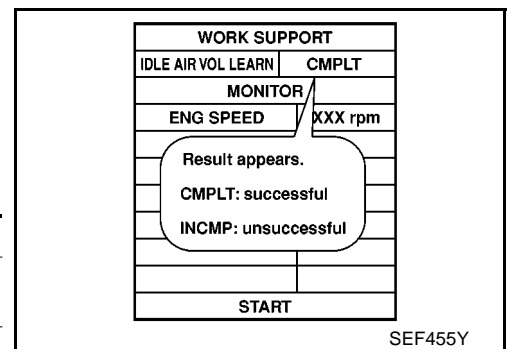 WORK SUPPORT
IDLE AIR VOL LEARN CMPLT
MONITOR
ENG SPEED XXX rpm
Result appears.
CMPLT: successful
INCMP: unsuccessful
START
SEF455Y